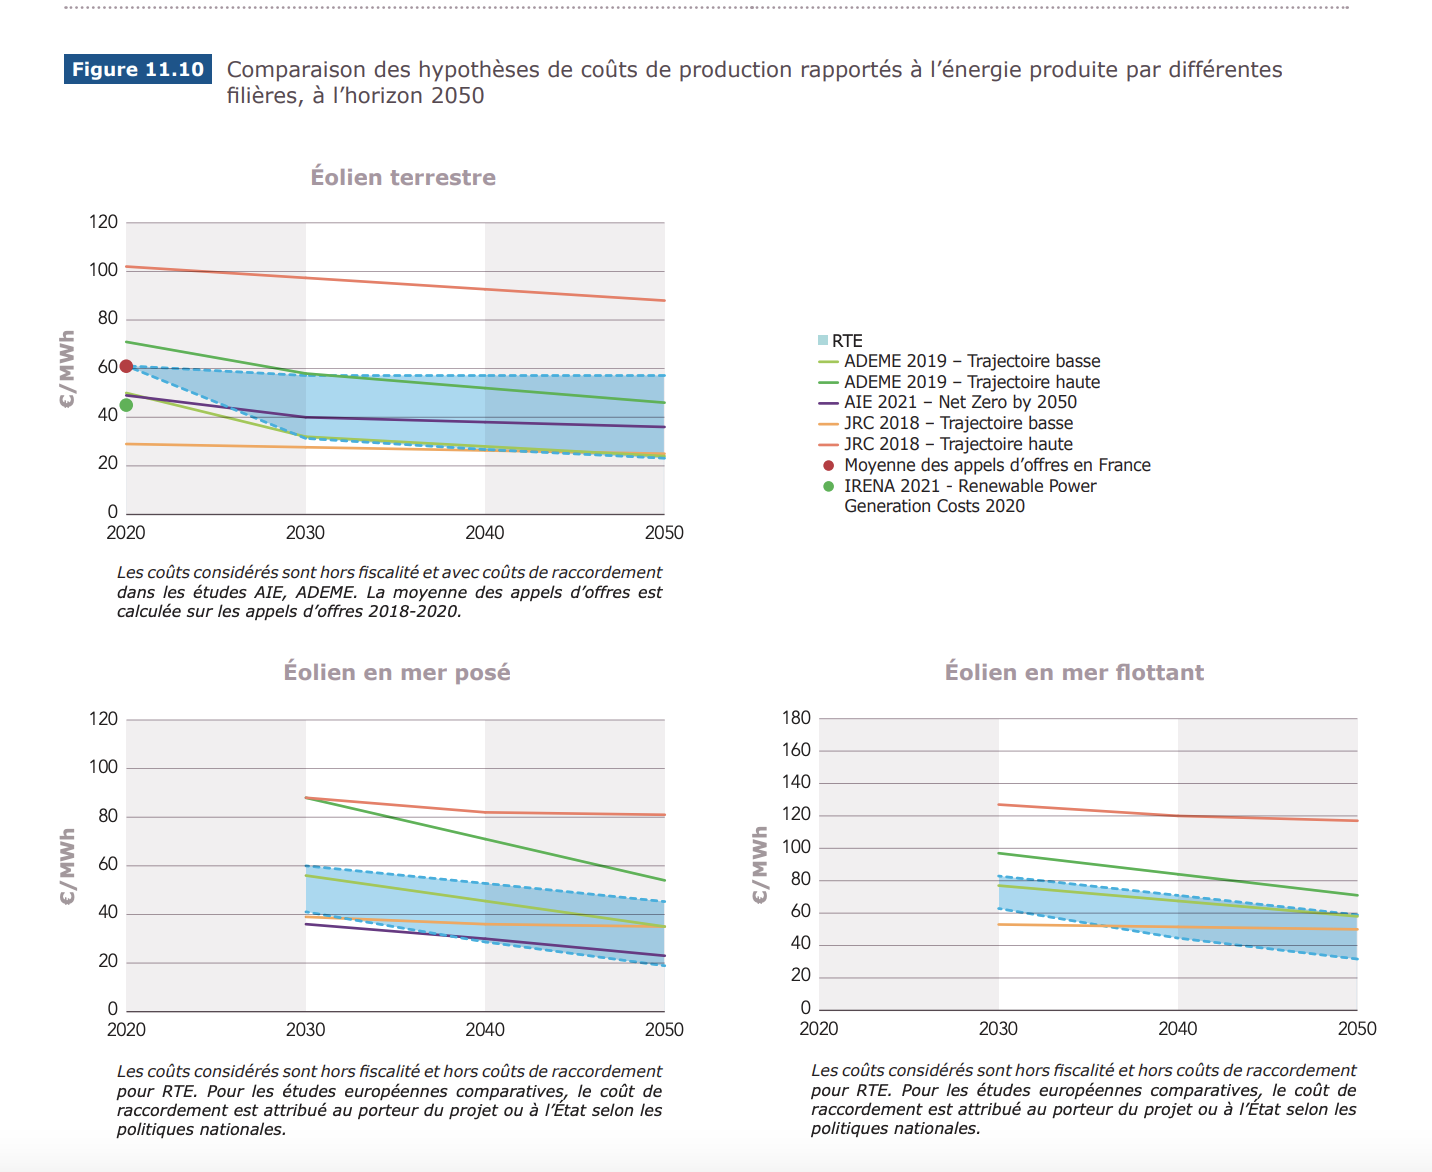 Figure 11.10 Comparaison des hypothèses de coûts de production rapportés à l’énergie produite par différentes
filières, à l’horizon 2050
Éolien terrestre
€/MWh
120
100
80
60
40
20
0
2020 2030 2040 2050
Les coûts considérés sont hors fiscalité et avec coûts de raccordement
dans les études AIE, ADEME. La moyenne des appels d’offres est
calculée sur les appels d’offres 2018-2020.
RTE
ADEME 2019 – Trajectoire basse
ADEME 2019 – Trajectoire haute
AIE 2021 – Net Zero by 2050
JRC 2018 – Trajectoire basse
JRC 2018 – Trajectoire haute
Moyenne des appels d’offres en France
IRENA 2021 - Renewable Power
Generation Costs 2020
Éolien en mer posé
€/MWh
120
100
80
60
40
20
0
2020 2030 2040 2050
Les coûts considérés sont hors fiscalité et hors coûts de raccordement
pour RTE. Pour les études européennes comparatives, le coût de
raccordement est attribué au porteur du projet ou à l’État selon les
politiques nationales.
Éolien en mer flottant
€/MWh
180
160
140
120
100
80
60
40
20
0
2020 2030 2040 2050
Les coûts considérés sont hors fiscalité et hors coûts de raccordement
pour RTE. Pour les études européennes comparatives, le coût de
raccordement est attribué au porteur du projet ou à l’État selon les
politiques nationales.